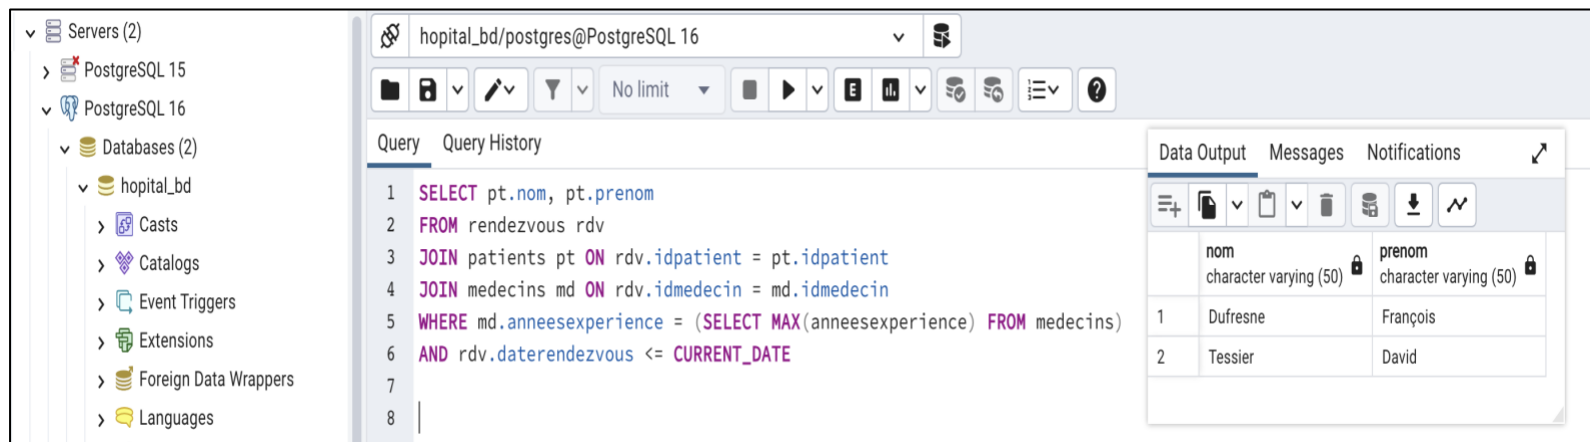 Servers (2)
PostgreSQL 15
PostgreSQL 16
Databases (2)
hopital_bd
Casts
Catalogs
Event Triggers
Extensions
Foreign Data Wrappers
Languages
hopital_bd/postgres@PostgreSQL 16
No limit
E
Query Query History
1 SELECT pt.nom, pt.prenom
2 FROM rendezvous rdv
3 JOIN patients pt ON rdv.idpatient = pt.idpatient
4 JOIN medecins md ON rdv.idmedecin = md.idmedecin
5 WHERE md.anneesexperience = (SELECT MAX(anneesexperience) FROM medecins)
6 AND rdv.daterendezvous <= CURRENT_DATE
7
8
Data Output Messages Notifications
nom prenom
character varying (50) character varying (50)
1 Dufresne François
2 Tessier David